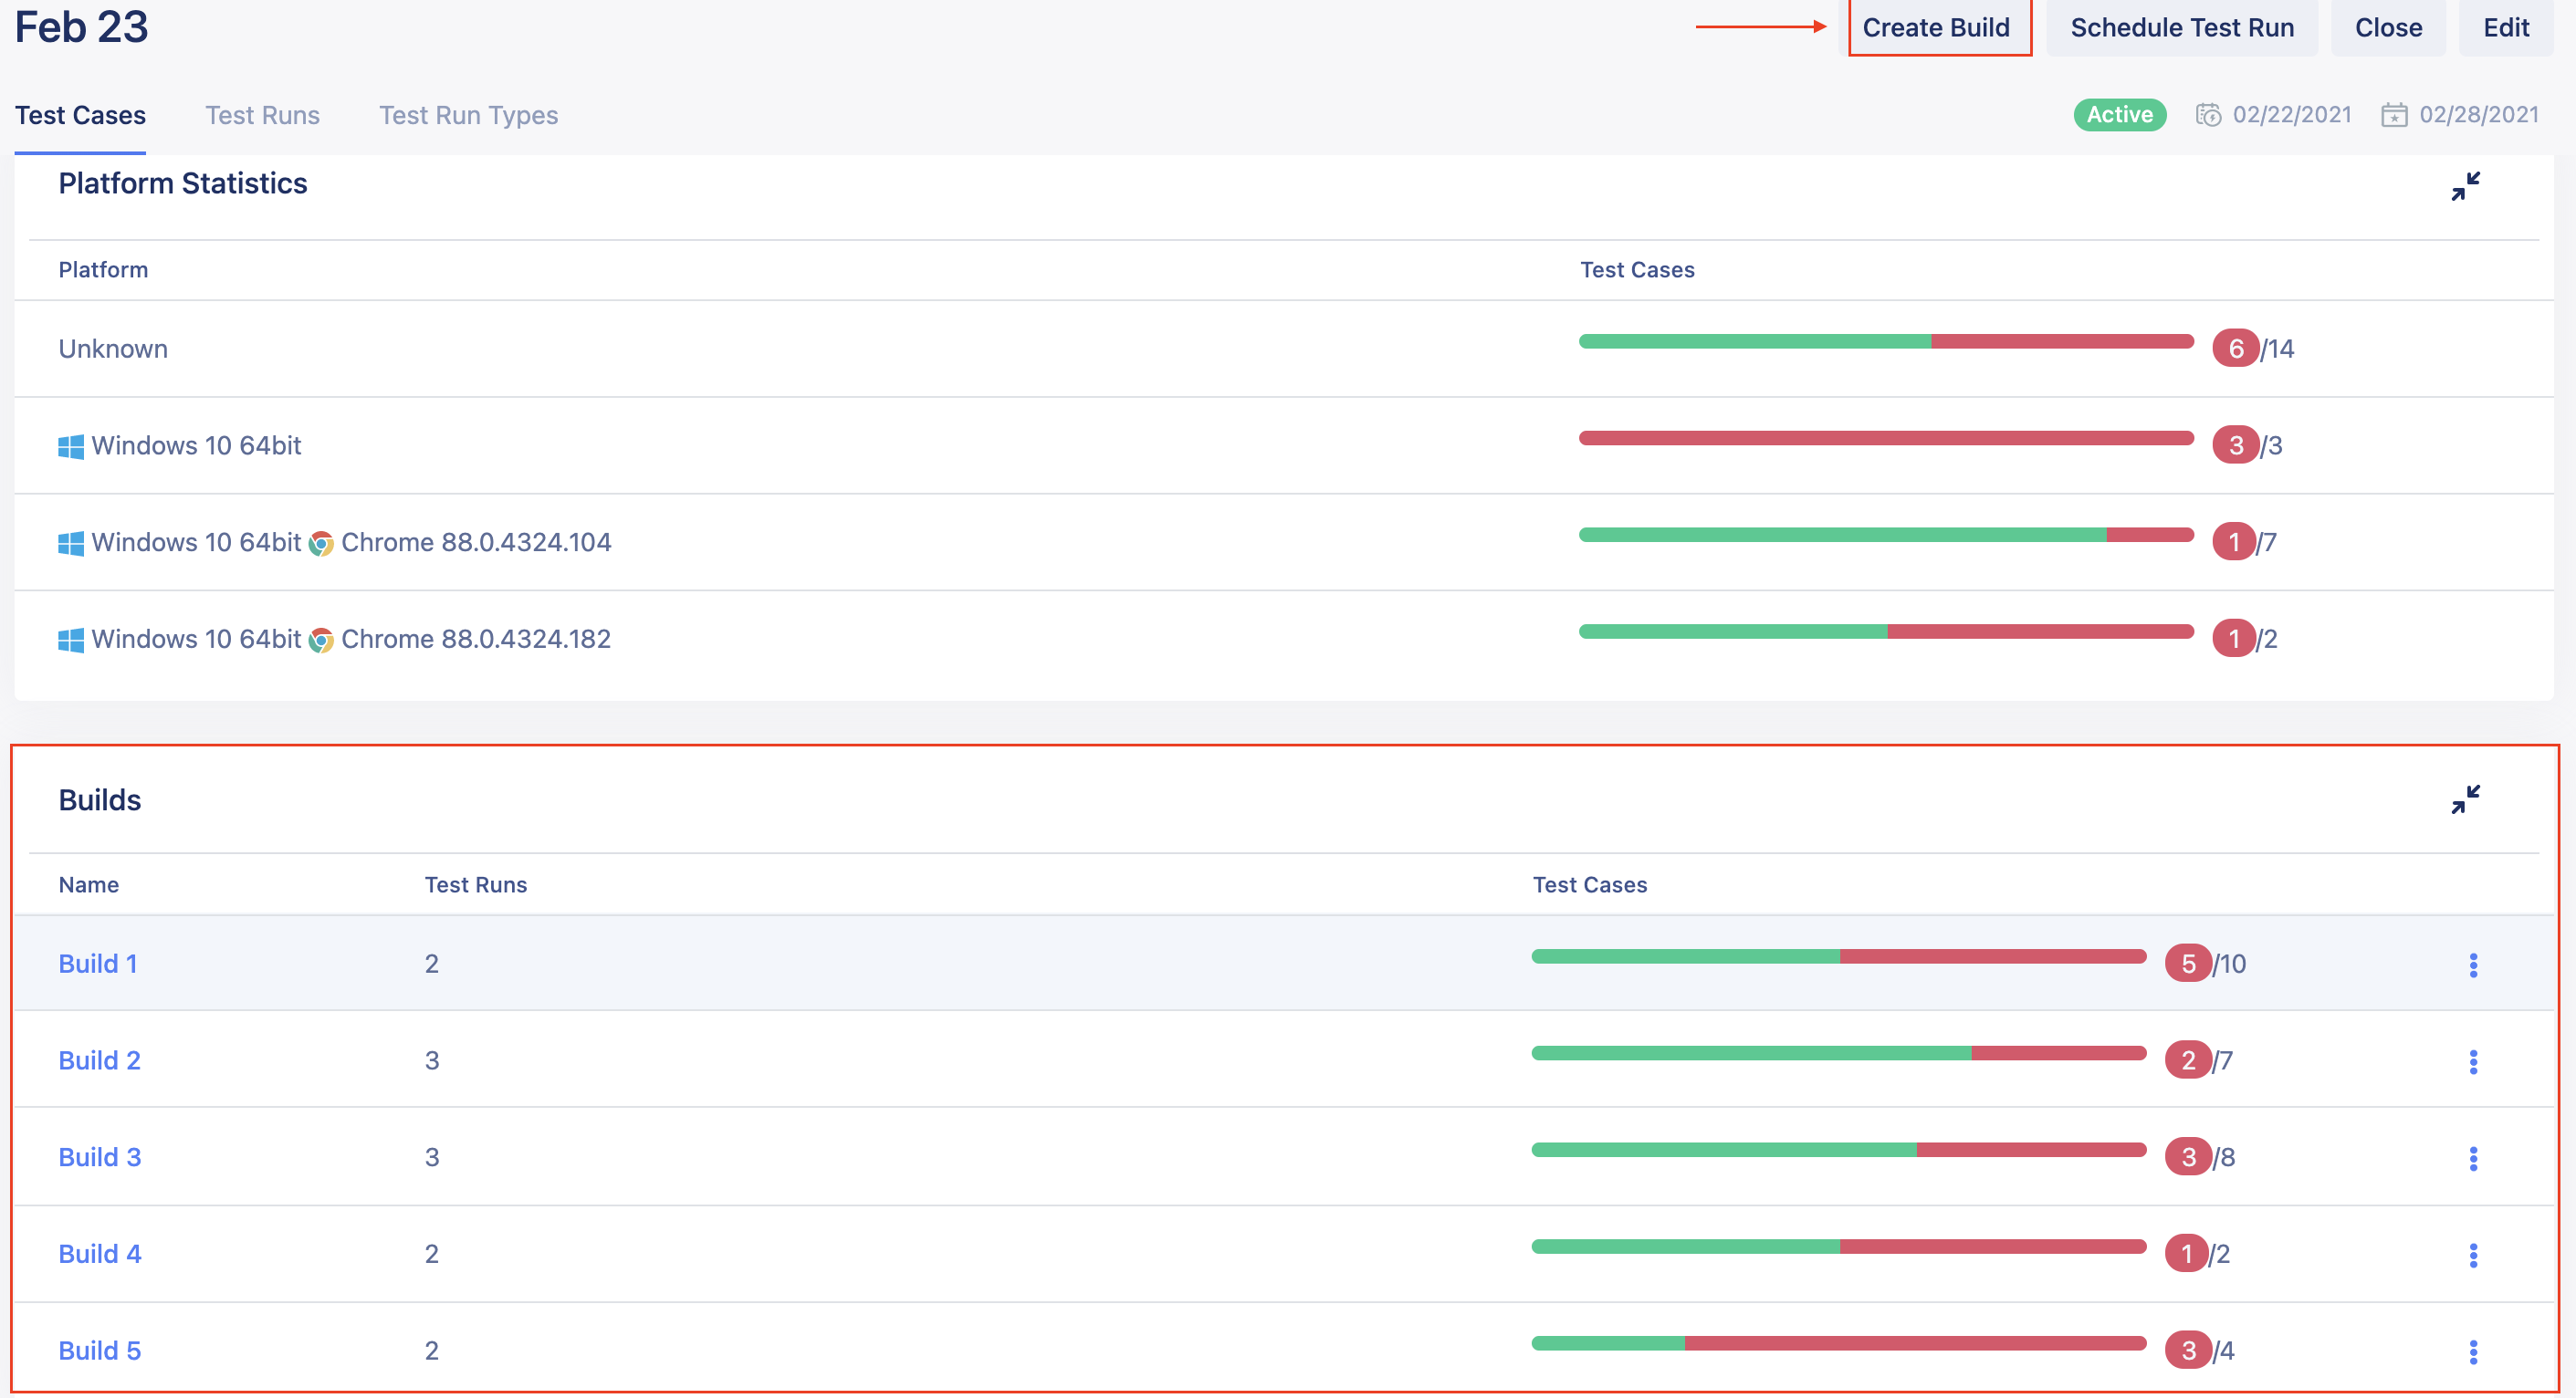 Feb 23
Create Build
Schedule Test Run
Close
Edit
Test Cases
Test Runs
Test Run Types
Active
02/22/2021
02/28/2021
Platform Statistics
Platform
Test Cases
Unknown
6/14
Windows 10 64bit
3/3
Windows 10 64bit Chrome 88.0.4324.104
1/7
Windows 10 64bit Chrome 88.0.4324.182
1/2
Builds
Name
Test Runs
Test Cases
Build 1
2
5/10
Build 2
3
2/7
Build 3
3
3/8
Build 4
2
1/2
Build 5
2
3/4